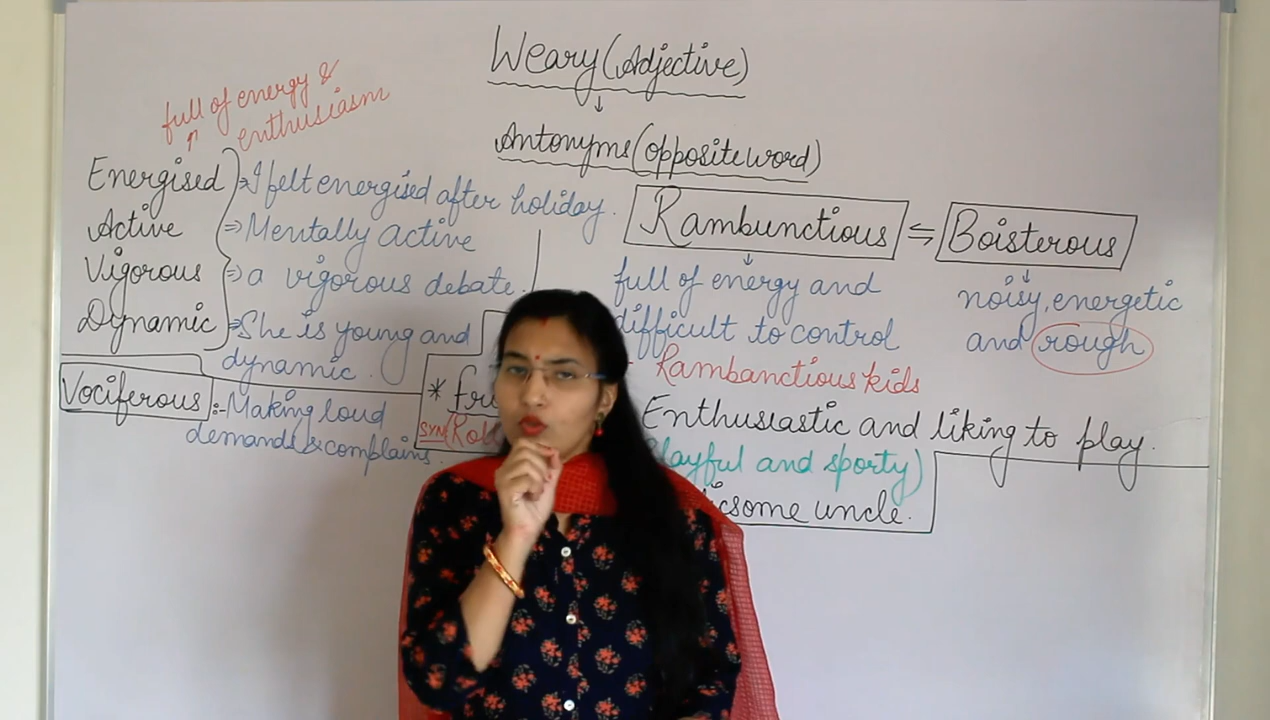 Weary (Adjective)
↓
Antonyms (opposite word)
full of energy &
enthusiasm
↑
Energised
Active
Vigorous
Dynamic
⇒ I felt energised after holiday.
⇒ Mentally active
⇒ a vigorous debate.
⇒ She is young and
dynamic.
Vociferous :- Making loud
demands & complains.
Rambunctious ⇆ Boisterous
↓
full of energy and
difficult to control
Rambanctious kids
↓
noisy, energetic
and rough
*
SYN
Enthusiastic and liking to play.
and sporty)
uncle.